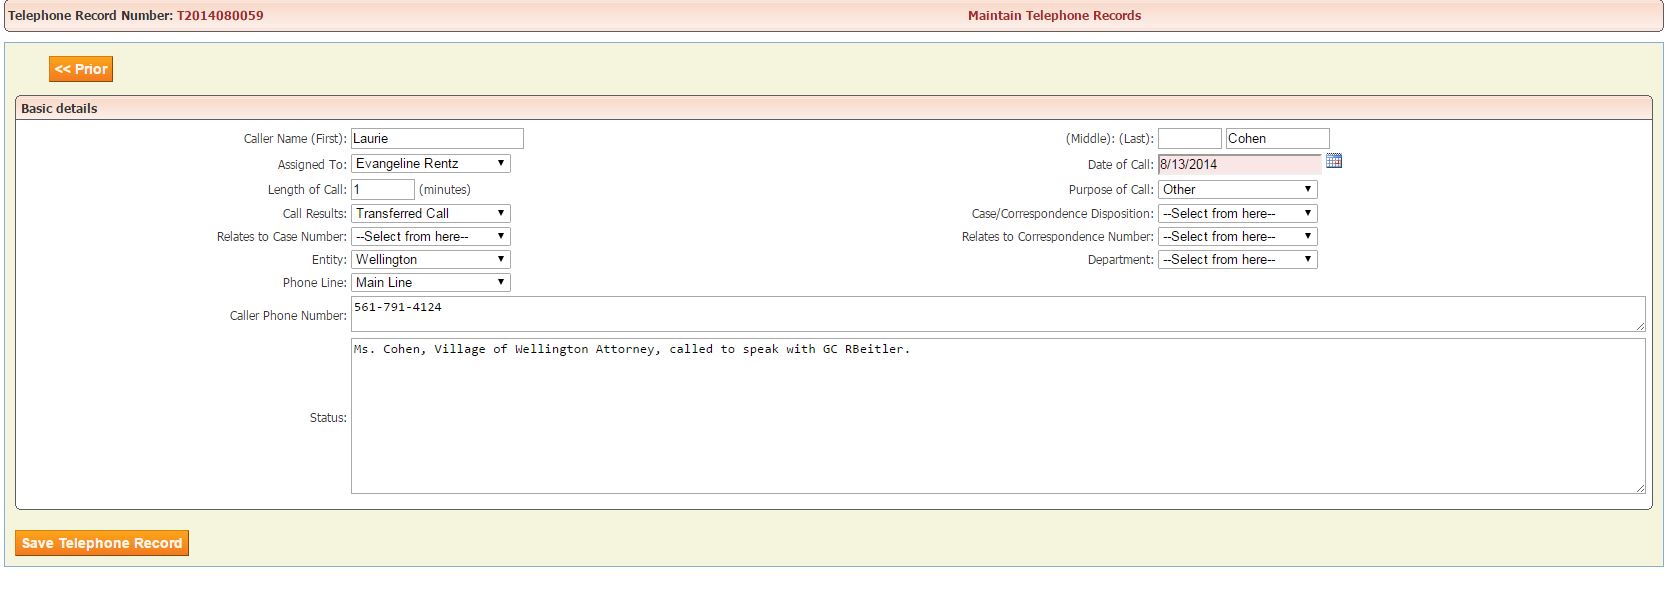 Telephone Record Number: T2014080059 Maintain Telephone Records
<< Prior
Basic details
Caller Name (First): Laurie (Middle): (Last): Cohen
Assigned To: Evangeline Rentz Date of Call: 8/13/2014
Length of Call: 1 (minutes) Purpose of Call: Other
Call Results: Transferred Call Case/Correspondence Disposition: --Select from here--
Relates to Case Number: --Select from here-- Relates to Correspondence Number: --Select from here--
Entity: Wellington Department: --Select from here--
Phone Line: Main Line
Caller Phone Number: 561-791-4124
Ms. Cohen, Village of Wellington Attorney, called to speak with GC RBeitler.
Status:
Save Telephone Record